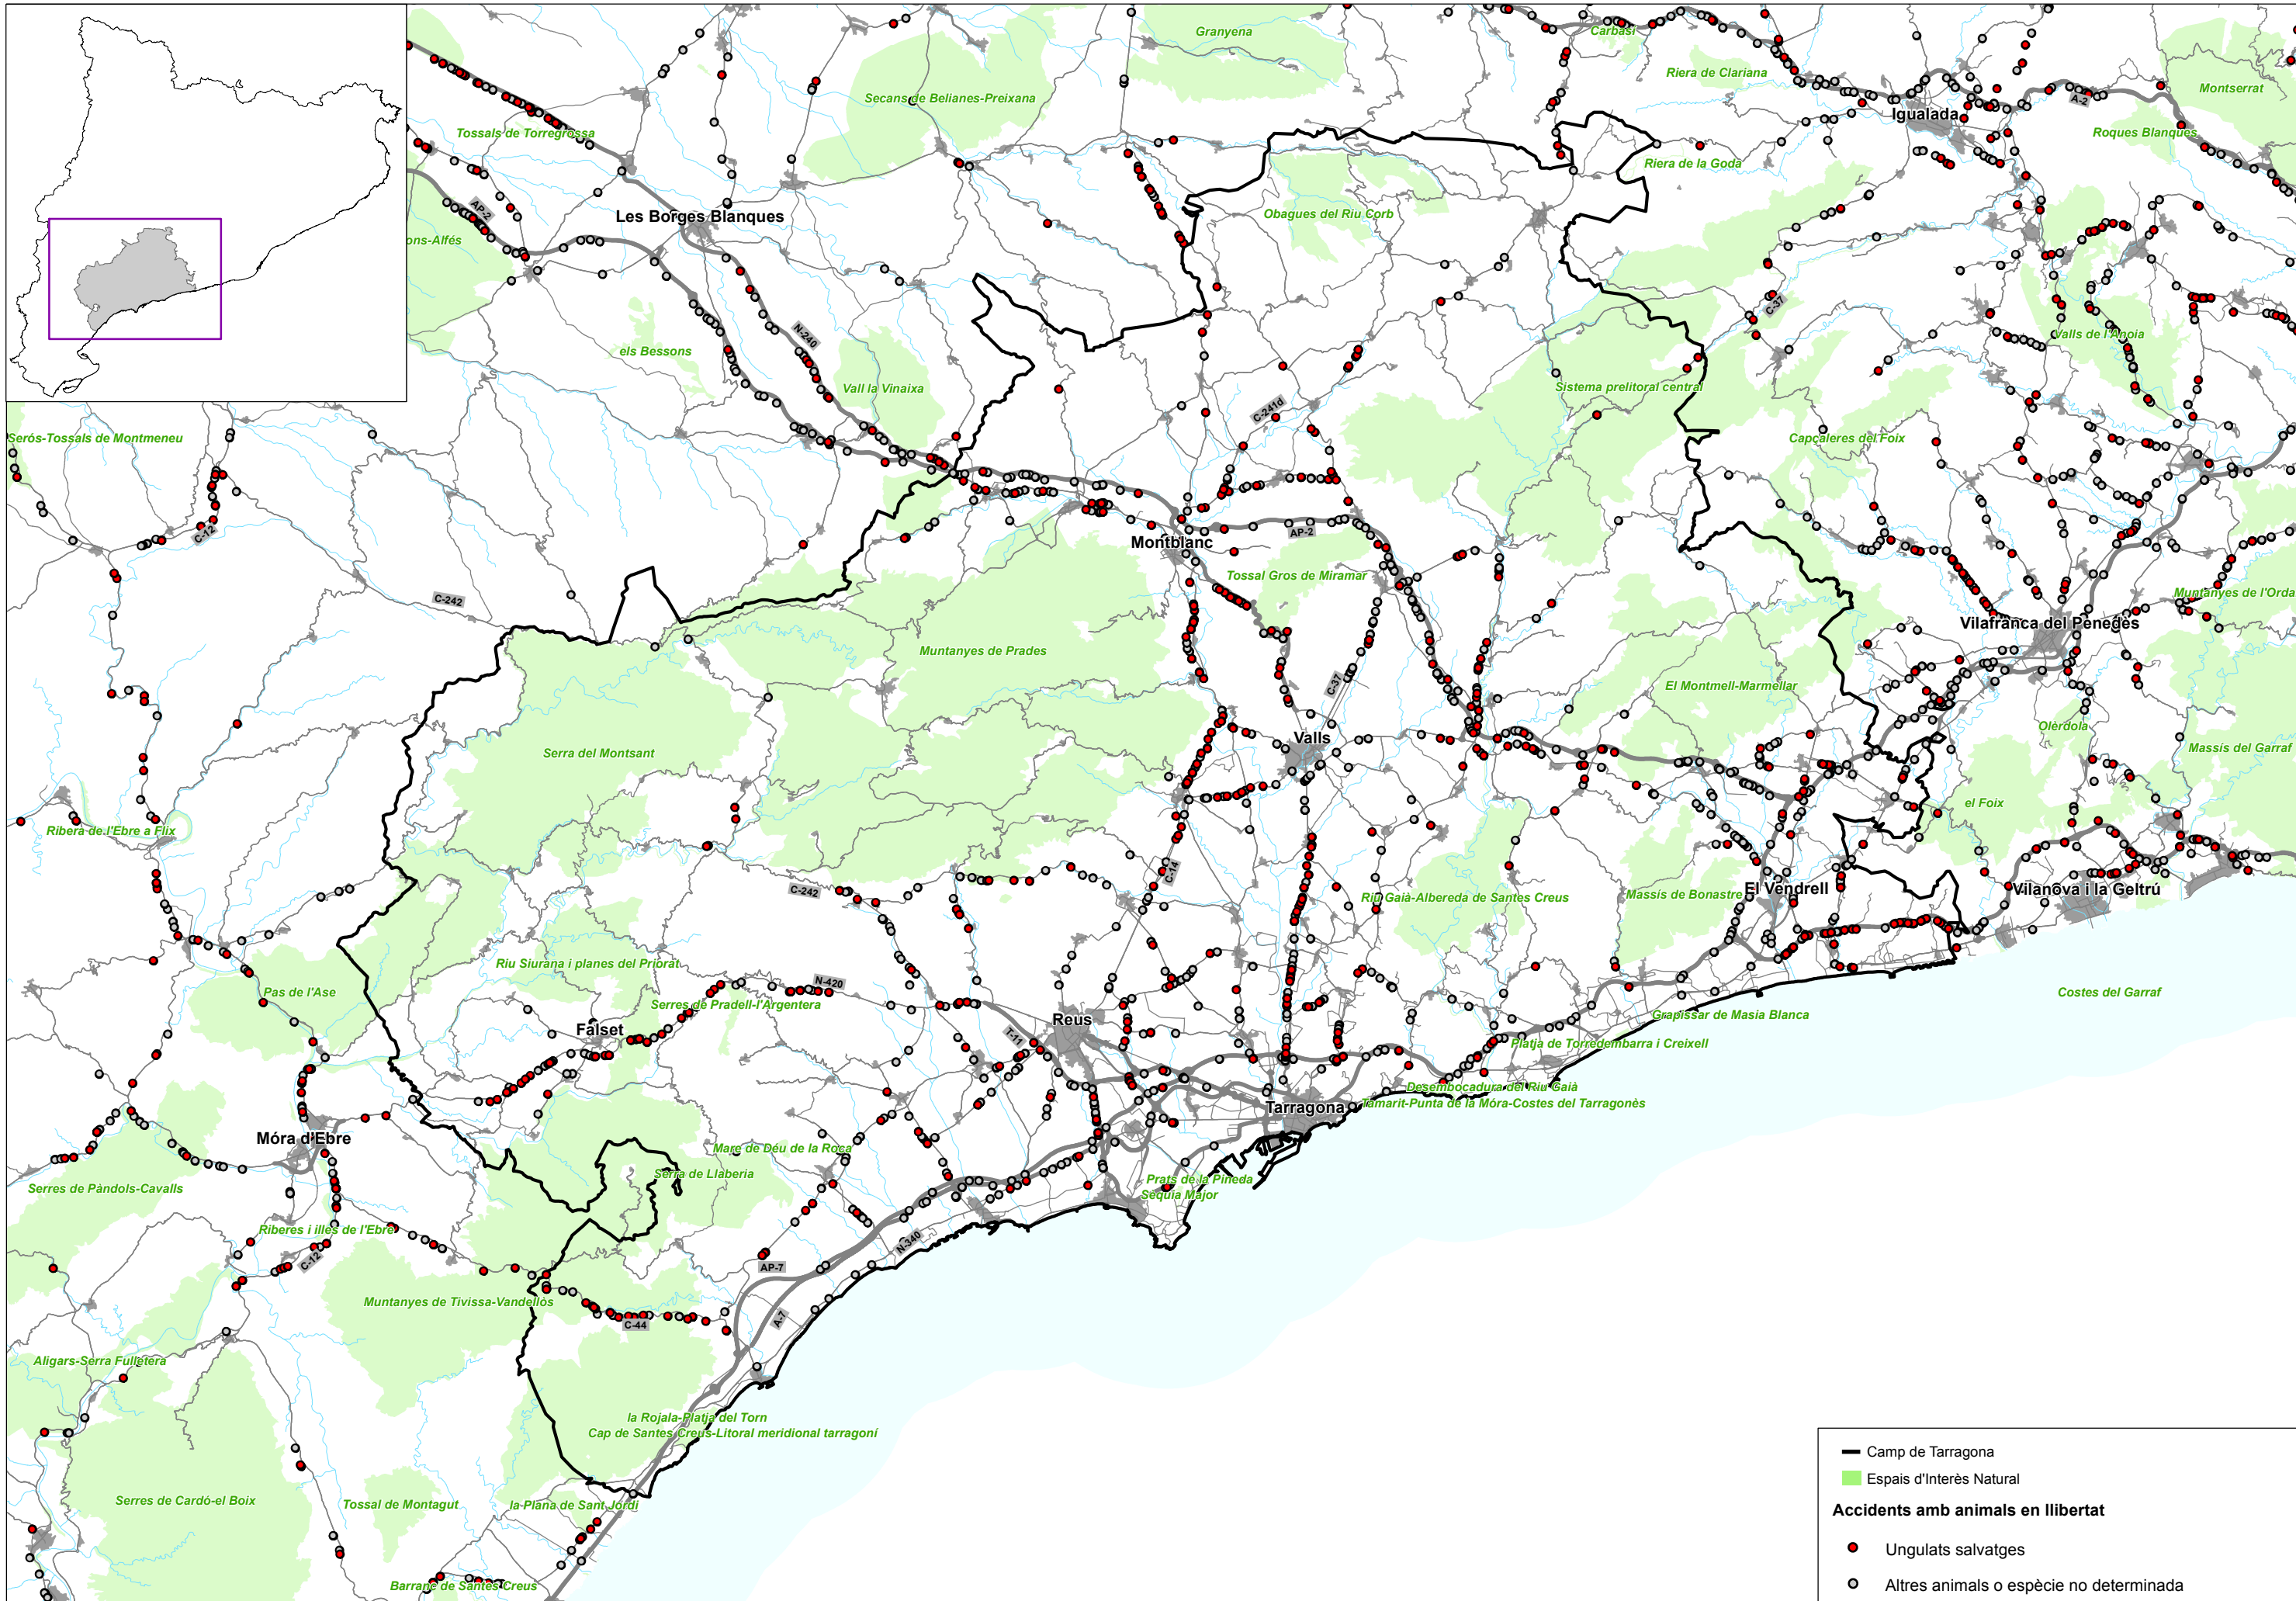 Granyena
Carbasí
Riera de Clariana
Montserrat
Secans de Belianes-Preixana
A-2
Igualada
Tossals de Torregrossa
Roques Blanques
Riera de la Goda
AP-2
Les Borges Blanques
Obagues del Riu Corb
ons-Alfés
C-37
N-240
Valls de l'Anoia
els Bessons
Vall la Vinaixa
Sistema prelitoral central
C-241d
Serós-Tossals de Montmeneu
Capçaleres del Foix
C-12
AP-2
Montblanc
Tossal Gros de Miramar
C-242
Muntanyes de l'Orda
Vilafranca del Penedès
Muntanyes de Prades
C-37
El Montmell-Marmellar
Olèrdola
Serra del Montsant
Valls
Massís del Garraf
el Foix
Ribera de l'Ebre a Flix
C-14
C-242
El Vendrell
Vilanova i la Geltrú
Riu Gaià-Albereda de Santes Creus
Massís de Bonastre
Riu Siurana i planes del Priorat
N-420
Pas de l'Ase
Serres de Pradell-l'Argentera
Costes del Garraf
Grapissar de Masia Blanca
Falset
Reus
T-11
Platja de Torredembarra i Creixell
Desembocadura del Riu Gaià
Tarragona
Tamarit-Punta de la Móra-Costes del Tarragonès
Móra d'Ebre
Mare de Déu de la Roca
Serra de Llaberia
Prats de la Pineda
Sèquia Major
Serres de Pàndols-Cavalls
Riberes i illes de l'Ebre
N-340
C-12
AP-7
Muntanyes de Tivissa-Vandellòs
C-44
A-7
Aligars-Serra Fulletera
la Rojala-Platja del Torn
Cap de Santes Creus-Litoral meridional tarragoní
Serres de Cardó-el Boix
Tossal de Montagut
la Plana de Sant Jordi
Barranc de Santes Creus
Camp de Tarragona
Espais d'Interès Natural
Accidents amb animals en llibertat
Ungulats salvatges
Altres animals o espècie no determinada